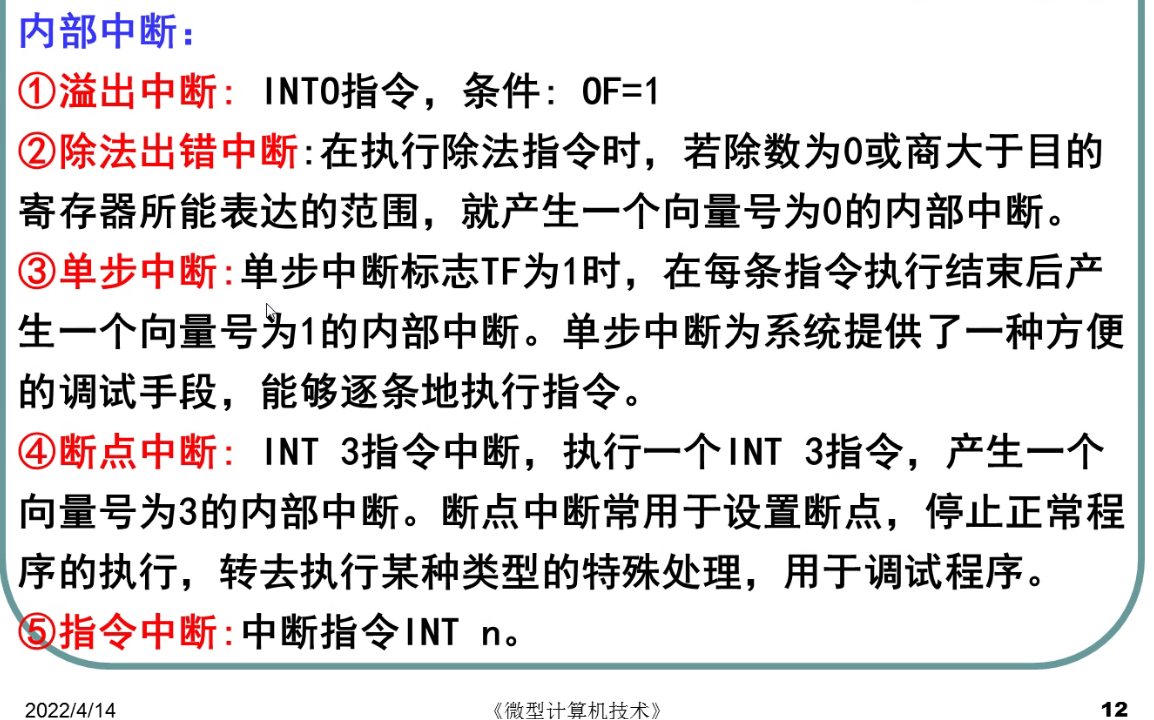 内部中断：
①溢出中断： INTO指令，条件: OF=1
②除法出错中断:在执行除法指令时，若除数为0或商大于目的
寄存器所能表达的范围，就产生一个向量号为0的内部中断。
③单步中断:单步中断标志TF为1时，在每条指令执行结束后产
生一个向量号为1的内部中断。单步中断为系统提供了一种方便
的调试手段，能够逐条地执行指令。
④断点中断： INT 3指令中断，执行一个INT 3指令，产生一个
向量号为3的内部中断。断点中断常用于设置断点，停止正常程
序的执行，转去执行某种类型的特殊处理，用于调试程序。
⑤指令中断:中断指令INT n。
2022/4/14 《微型计算机技术》 12